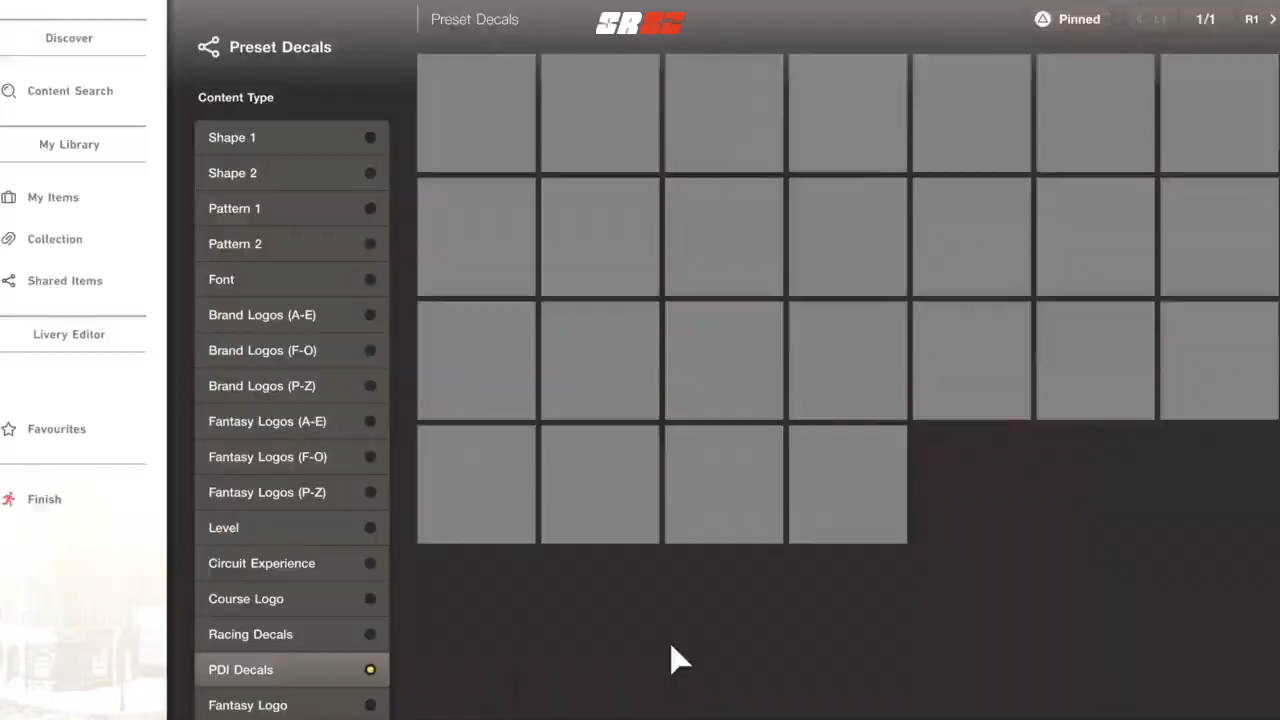 Discover
Content Search
My Library
My Items
Collection
Shared Items
Livery Editor
Favourites
Finish
Preset Decals
Content Type
Shape 1
Shape 2
Pattern 1
Pattern 2
Font
Brand Logos (A-E)
Brand Logos (F-O)
Brand Logos (P-Z)
Fantasy Logos (A-E)
Fantasy Logos (F-O)
Fantasy Logos (P-Z)
Level
Circuit Experience
Course Logo
Racing Decals
PDI Decals
Fantasy Logo
Preset Decals
SR82
Pinned
L1 1/1 R1